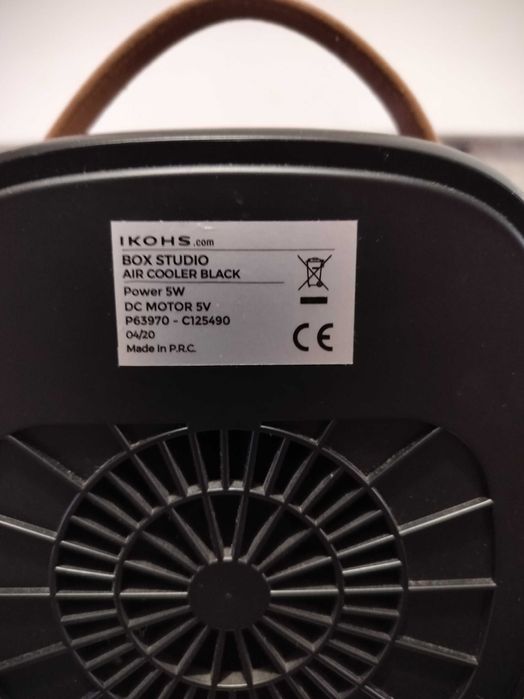 IKOHS.com
BOX STUDIO
AIR COOLER BLACK
Power 5W
DC MOTOR 5V
P63970 - C125490
04/20
Made in P.R.C.
CE